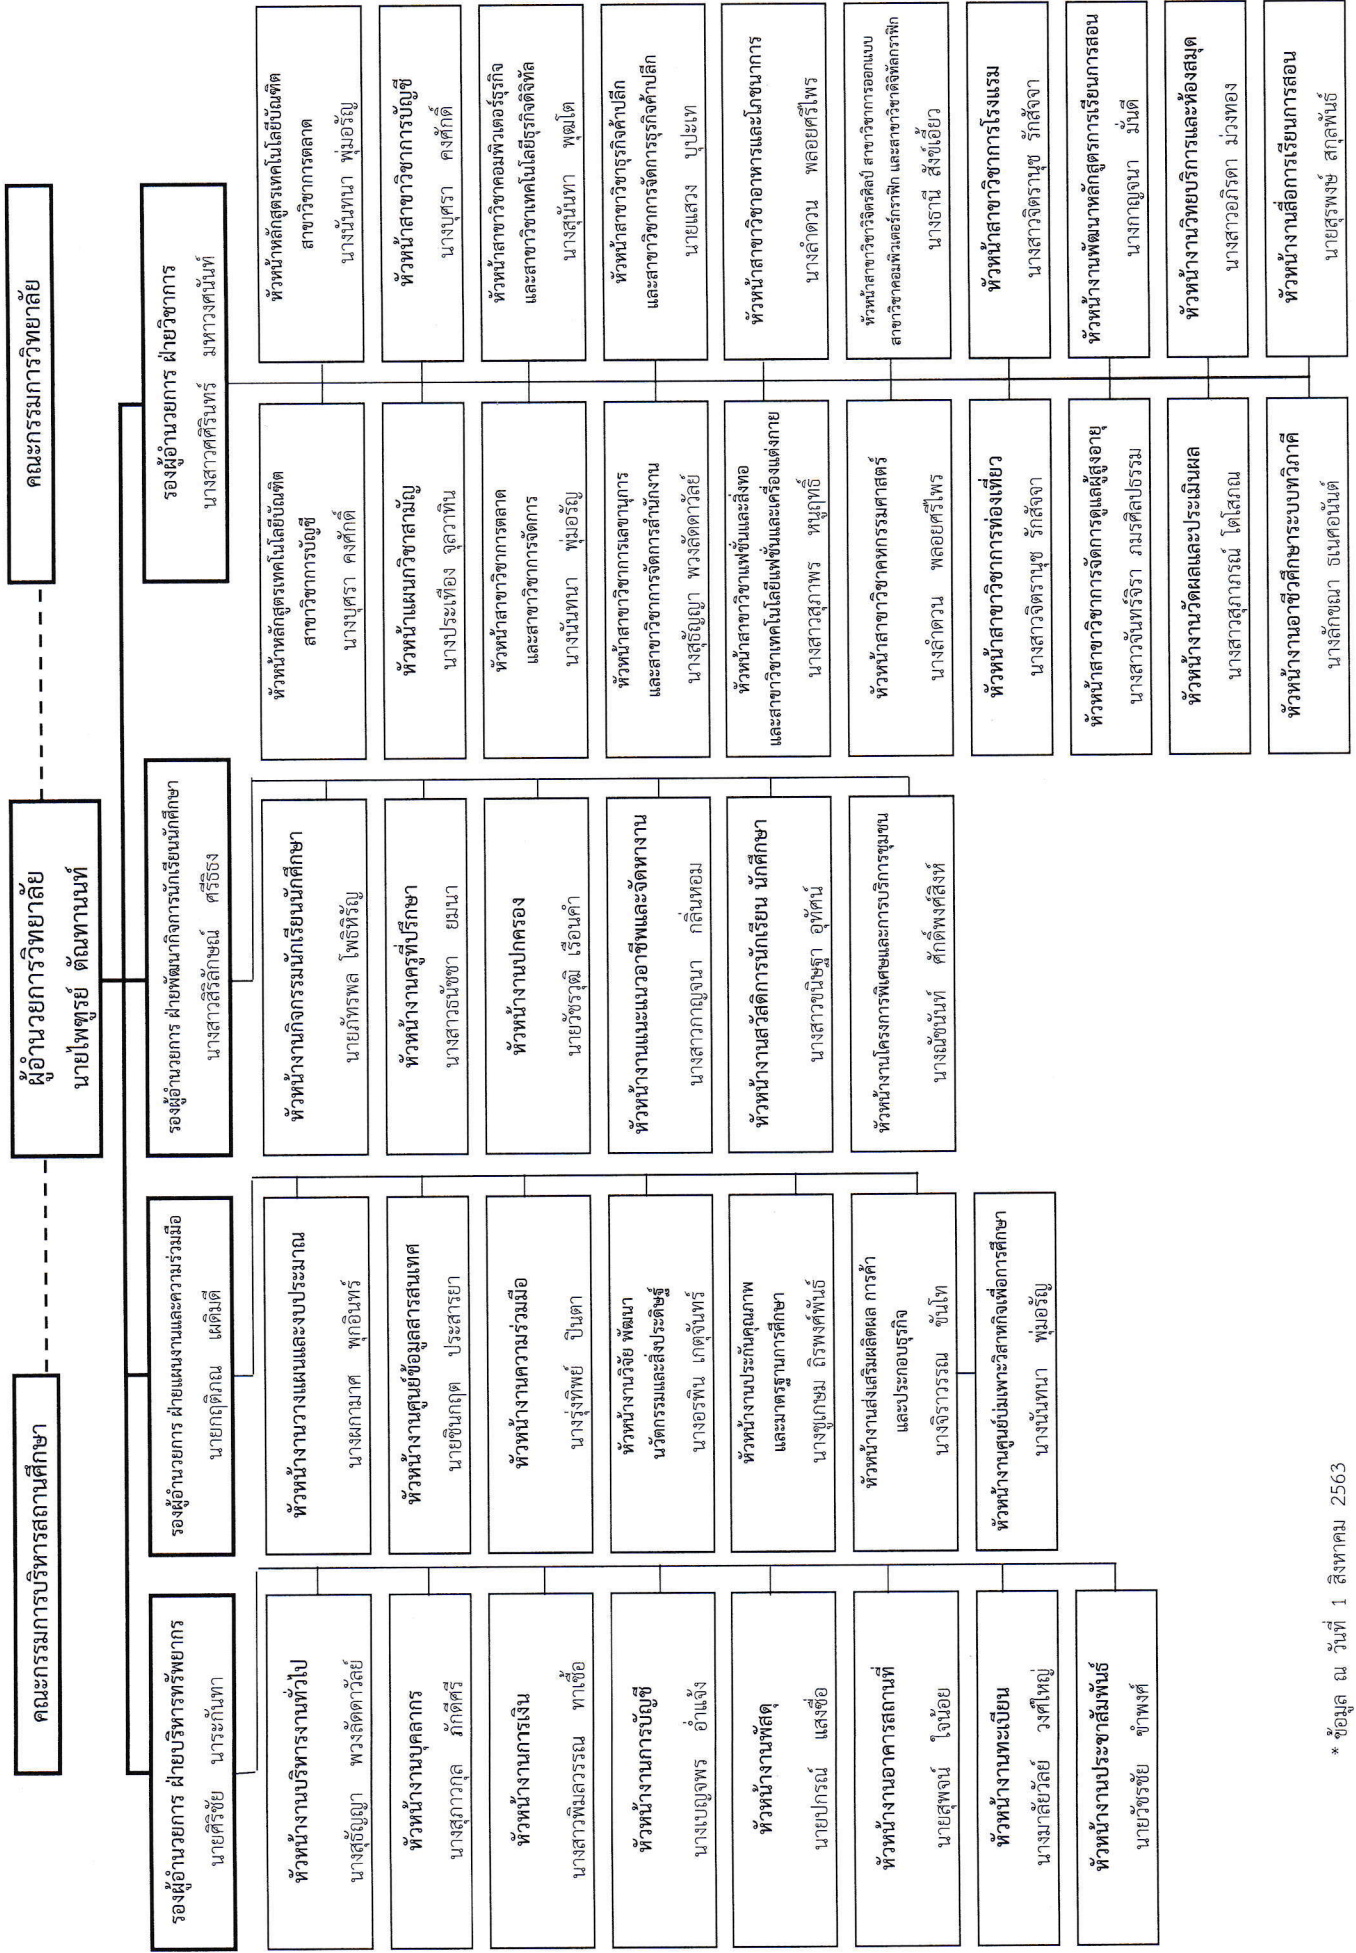 คณะกรรมการบริหารสถานศึกษา
ผู้อำนวยการวิทยาลัย
นายไพฑูรย์ ตัณทานนท์
คณะกรรมการวิทยาลัย
รองผู้อำนวยการ ฝ่ายบริหารทรัพยากร
นายศิริชัย นาระกันทา
หัวหน้างานบริหารงานทั่วไป
นางสุธัญญา พวงลัดดาวัลย์
หัวหน้างานบุคลากร
นางสุภาวกุล ภักดีศรี
หัวหน้างานการเงิน
นางสาวพิมลวรรณ ทาเชื้อ
หัวหน้างานการบัญชี
นางเบญจพร อ่ำแจ้ง
หัวหน้างานพัสดุ
นายปกรณ์ แสงชื่อ
หัวหน้างานอาคารสถานที่
นายสุพจน์ ใจน้อย
หัวหน้างานทะเบียน
นางมาลัยวัลย์ วงศ์ใหญ่
หัวหน้างานประชาสัมพันธ์
นายวัชรชัย ขำพงศ์
รองผู้อำนวยการ ฝ่ายแผนงานและความร่วมมือ
นายกฤติภณ เผดิมดี
หัวหน้างานวางแผนและงบประมาณ
นางผกามาศ พุกอินทร์
หัวหน้างานศูนย์ข้อมูลสารสนเทศ
นายชินกฤต ประสารยา
หัวหน้างานความร่วมมือ
นางรุ่งทิพย์ ปินตา
หัวหน้างานวิจัย พัฒนา
นวัตกรรมและสิ่งประดิษฐ์
นางอรพิน เกตุจันทร์
หัวหน้างานประกันคุณภาพ
และมาตรฐานการศึกษา
นางชูเกษม ถิรพงศ์พันธ์
หัวหน้างานส่งเสริมผลิตผล การค้า
และประกอบธุรกิจ
นางจิราวรรณ ขันโท
หัวหน้างานศูนย์บ่มเพาะวิสาหกิจเพื่อการศึกษา
นางนันทนา พุ่มอรัญ
รองผู้อำนวยการ ฝ่ายพัฒนากิจการนักเรียนนักศึกษา
นางสาวสิริลักษณ์ ศรีธิธง
หัวหน้างานกิจกรรมนักเรียนนักศึกษา
นายภัทรพล โพธิหิรัญ
หัวหน้างานครูที่ปรึกษา
นางสาวธนัชชา ยมนา
หัวหน้างานปกครอง
นายวัชรวุฒิ เรือนคำ
หัวหน้างานแนะแนวอาชีพและจัดหางาน
นางสาวกาญจนา กลิ่นหอม
หัวหน้างานสวัสดิการนักเรียน นักศึกษา
นางสาวขนิษฐา อุทัศน์
หัวหน้างานโครงการพิเศษและการบริการชุมชน
นางณัชนันท์ ศักดิ์พงศ์สิงห์
รองผู้อำนวยการ ฝ่ายวิชาการ
นางสาวศศิรินทร์ มหาวงศนันท์
หัวหน้าหลักสูตรเทคโนโลยีบัณฑิต
สาขาวิชาการบัญชี
นางบุศรา คงศักดิ์
หัวหน้าแผนกวิชาสามัญ
นางประเทือง จุลวาทิน
หัวหน้าสาขาวิชาการตลาด
และสาขาวิชาการจัดการ
นางนันทนา พุ่มอรัญ
หัวหน้าสาขาวิชาการเลขานุการ
และสาขาวิชาการจัดการสำนักงาน
นางสุธัญญา พวงลัดดาวัลย์
หัวหน้าสาขาวิชาแฟชั่นและสิ่งทอ
และสาขาวิชาเทคโนโลยีแฟชั่นและเครื่องแต่งกาย
นางสาวสุภาพร หนูฤทธิ์
หัวหน้าสาขาวิชาคหกรรมศาสตร์
นางลำดวน พลอยศรีไพร
หัวหน้าสาขาวิชาการท่องเที่ยว
นางสาวจิตรานุช รักสัจจา
หัวหน้าสาขาวิชาการจัดการดูแลผู้สูงอายุ
นางสาวจันทร์จิรา ภมรศิลปธรรม
หัวหน้างานวัดผลและประเมินผล
นางสาวสุภาภรณ์ โตโสภณ
หัวหน้างานอาชีวศึกษาระบบทวิภาคี
นางลักขณา ธเนศอนันต์
หัวหน้าหลักสูตรเทคโนโลยีบัณฑิต
สาขาวิชาการตลาด
นางนันทนา พุ่มอรัญ
หัวหน้าสาขาวิชาการบัญชี
นางบุศรา คงศักดิ์
หัวหน้าสาขาวิชาคอมพิวเตอร์ธุรกิจ
และสาขาวิชาเทคโนโลยีธุรกิจดิจิทัล
นางสุนันทา พุฒโต
หัวหน้าสาขาวิชาธุรกิจค้าปลีก
และสาขาวิชาการจัดการธุรกิจค้าปลีก
นายแสวง บุปะเท
หัวหน้าสาขาวิชาอาหารและโภชนาการ
นางลำดวน พลอยศรีไพร
หัวหน้าสาขาวิชาวิจิตรศิลป์ สาขาวิชาการออกแบบ
สาขาวิชาคอมพิวเตอร์กราฟิก และสาขาวิชาดิจิทัลกราฟิก
นางธานี สังข์เอี้ยว
หัวหน้าสาขาวิชาการโรงแรม
นางสาวจิตรานุช รักสัจจา
หัวหน้างานพัฒนาหลักสูตรการเรียนการสอน
นางกาญจนา มั่นดี
หัวหน้างานวิทยบริการและห้องสมุด
นางสาวอภิรดา ม่วงทอง
หัวหน้างานสื่อการเรียนการสอน
นายสุรพงษ์ สกุลพันธ์
* ข้อมูล ณ วันที่ 1 สิงหาคม 2563